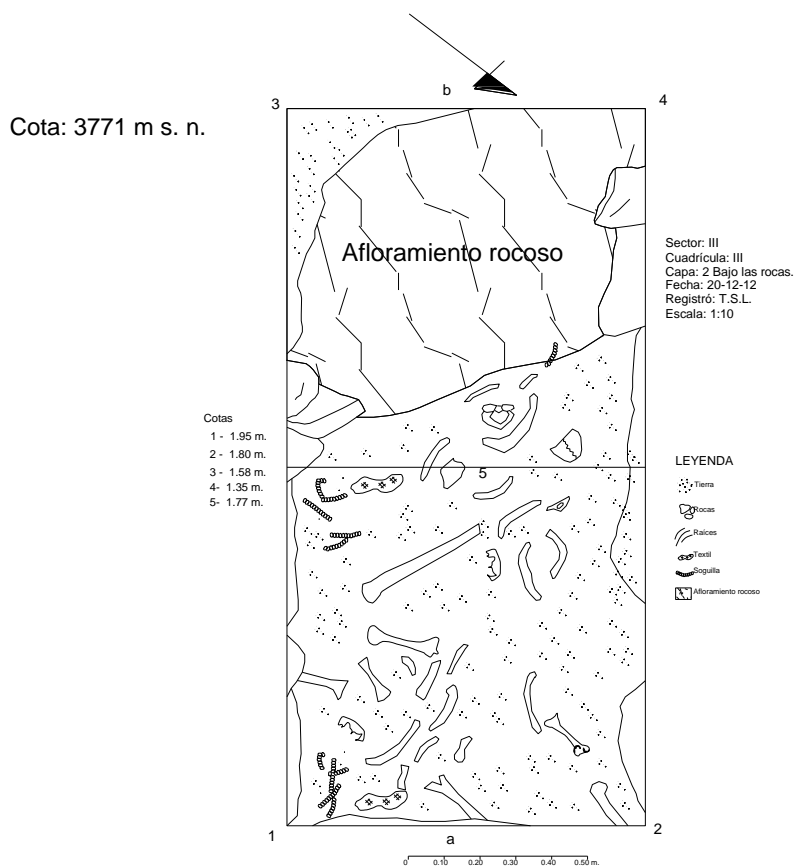 b
3
4
Cota: 3771 m s. n.
Afloramiento rocoso
Sector: III
Cuadrícula: III
Capa: 2 Bajo las rocas.
Fecha: 20-12-12
Registró: T.S.L.
Escala: 1:10
Cotas
1 - 1.95 m.
2 - 1.80 m.
3 - 1.58 m.
4- 1.35 m.
5- 1.77 m.
5
LEYENDA
Tierra
Rocas
Raíces
Textil
Soguilla
Afloramiento rocoso
1
a
2
0 0.10 0.20 0.30 0.40 0.50 m.